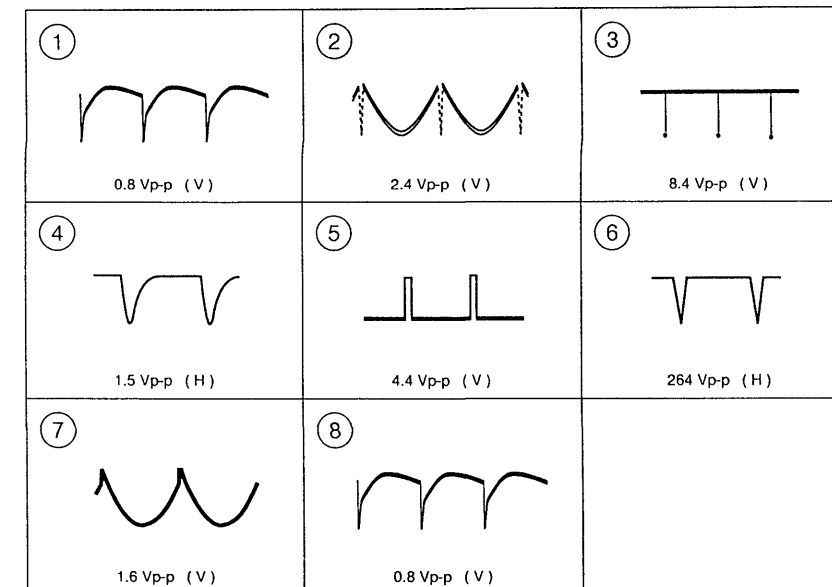 ①
②
③
0.8 Vp-p (V)
2.4 Vp-p (V)
8.4 Vp-p (V)
④
⑤
⑥
1.5 Vp-p (H)
4.4 Vp-p (V)
264 Vp-p (H)
⑦
⑧
1.6 Vp-p (V)
0.8 Vp-p (V)